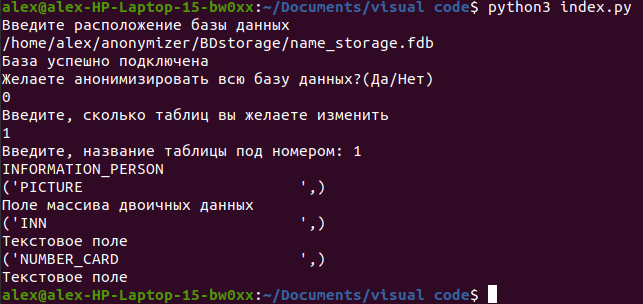 alex@alex-HP-Laptop-15-bw0xx:~/Documents/visual code$ python3 index.py
Введите расположение базы данных
/home/alex/anonymizer/BDstorage/name_storage.fdb
База успешно подключена
Желаете анонимизировать всю базу данных?(Да/Нет)
0
Введите, сколько таблиц вы желаете изменить
1
Введите, название таблицы под номером: 1
INFORMATION_PERSON
('PICTURE                        ',)
Поле массива двоичных данных
('INN                            ',)
Текстовое поле
('NUMBER_CARD                    ',)
Текстовое поле
alex@alex-HP-Laptop-15-bw0xx:~/Documents/visual code$